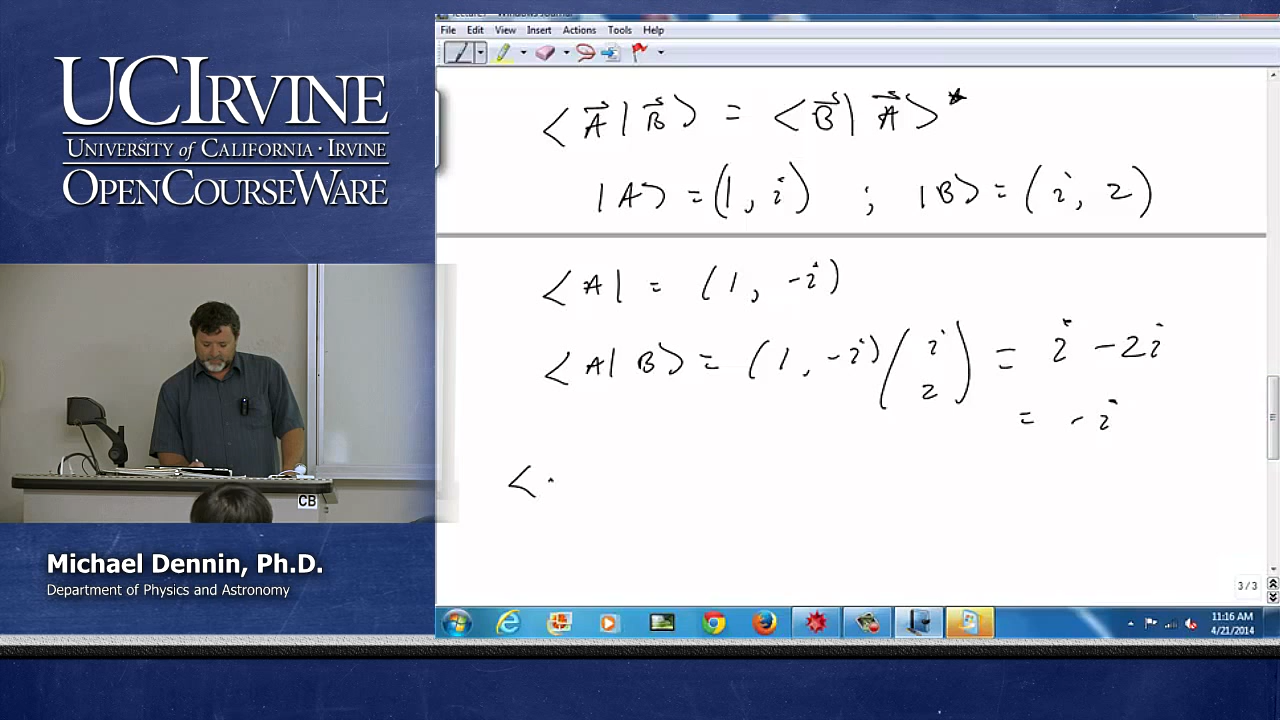 UCIRVINE
UNIVERSITY of CALIFORNIA · IRVINE
OPENCOURSEWARE
CB
Michael Dennin, Ph.D.
Department of Physics and Astronomy
File Edit View Insert Actions Tools Help
<A⃗|B⃗> = <B⃗|A⃗>*
|A> = (1, i) ; |B> = (i, 2)
<A| = (1, -i)
<A|B> = (1, -i) (i 2) = i - 2i
= -i
<
3/3
11:16 AM
4/21/2014